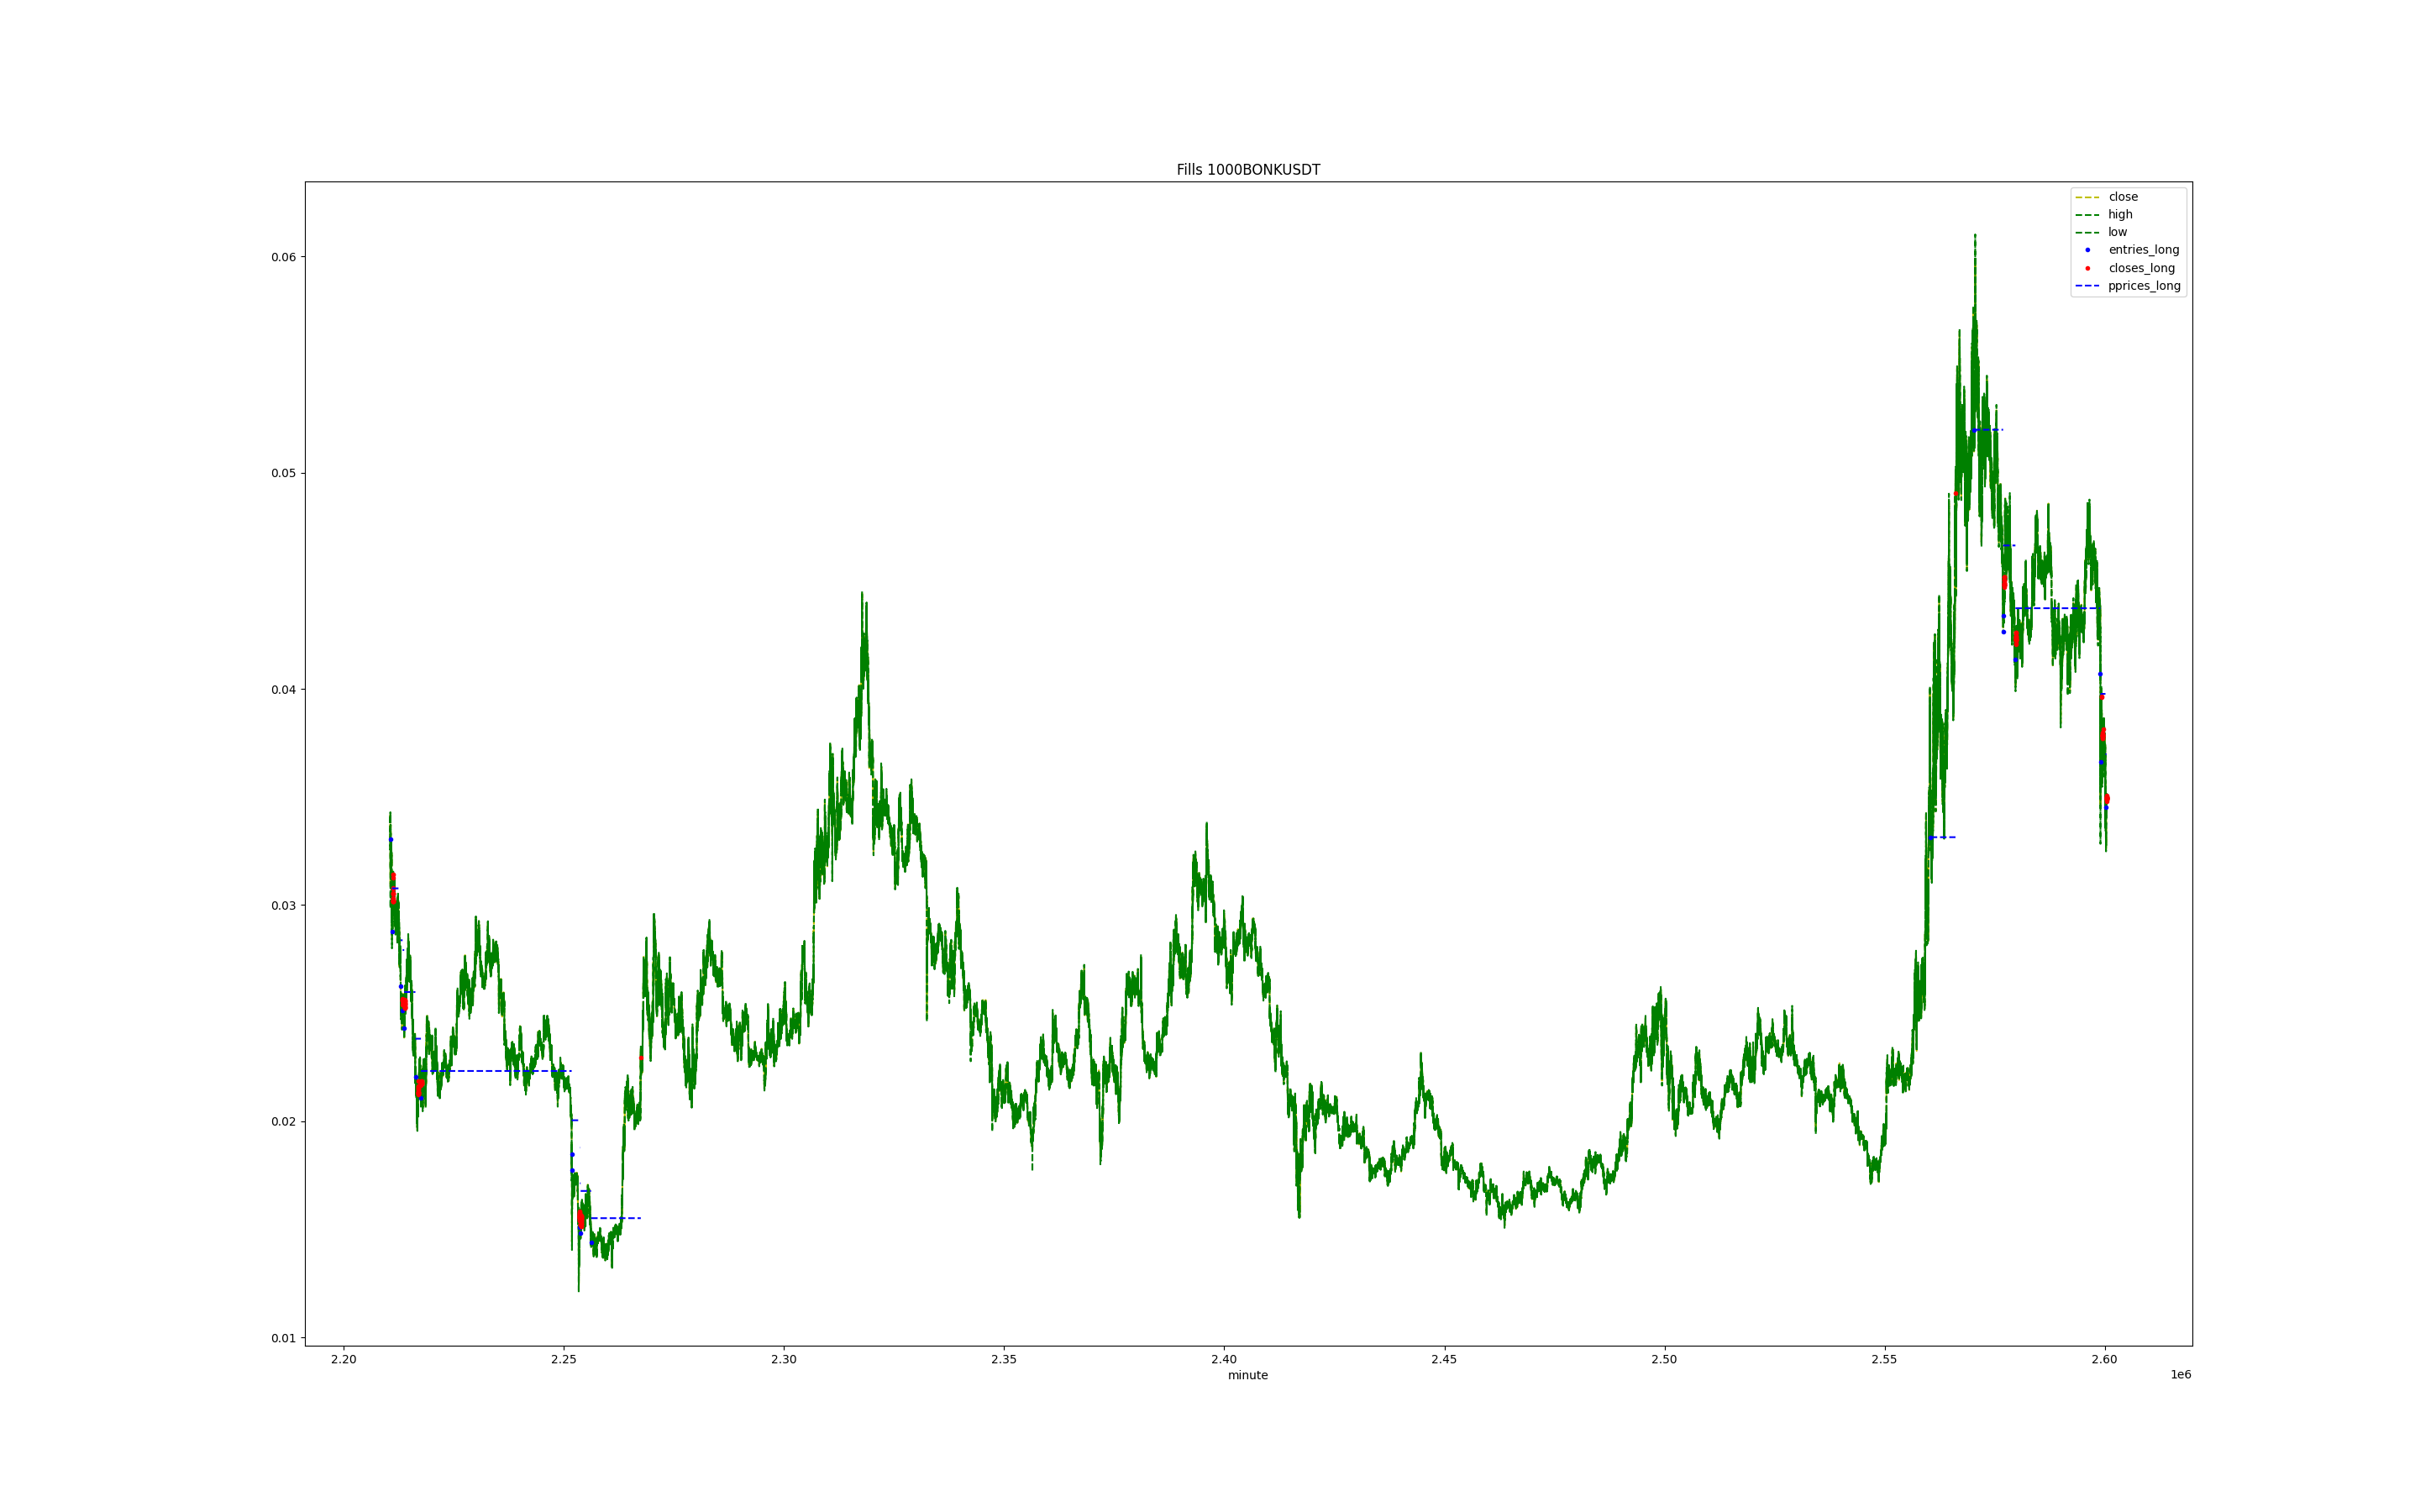 Fills 1000BONKUSDT
close
high
low
entries_long
closes_long
pprices_long
0.06
0.05
0.04
0.03
0.02
0.01
2.20 2.25 2.30 2.35 2.40 2.45 2.50 2.55 2.60
minute
1e6